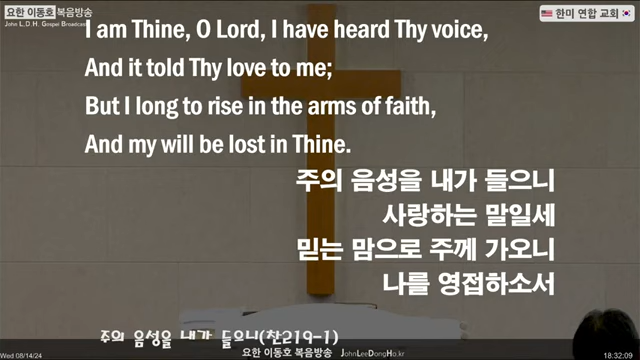 요한 이동호 복음방송
John L.D.H. Gospel Broadcast
🇺🇸 한미 연합 교회 🇰🇷
I am Thine, O Lord, I have heard Thy voice,
And it told Thy love to me;
But I long to rise in the arms of faith,
And my will be lost in Thine.
주의 음성을 내가 들으니
사랑하는 말일세
믿는 맘으로 주께 가오니
나를 영접하소서
주의 음성을 내가 들으니(찬219-1)
Wed 08/14/24
요한 이동호 복음방송 JohnLeeDongHo.kr
18:32:09